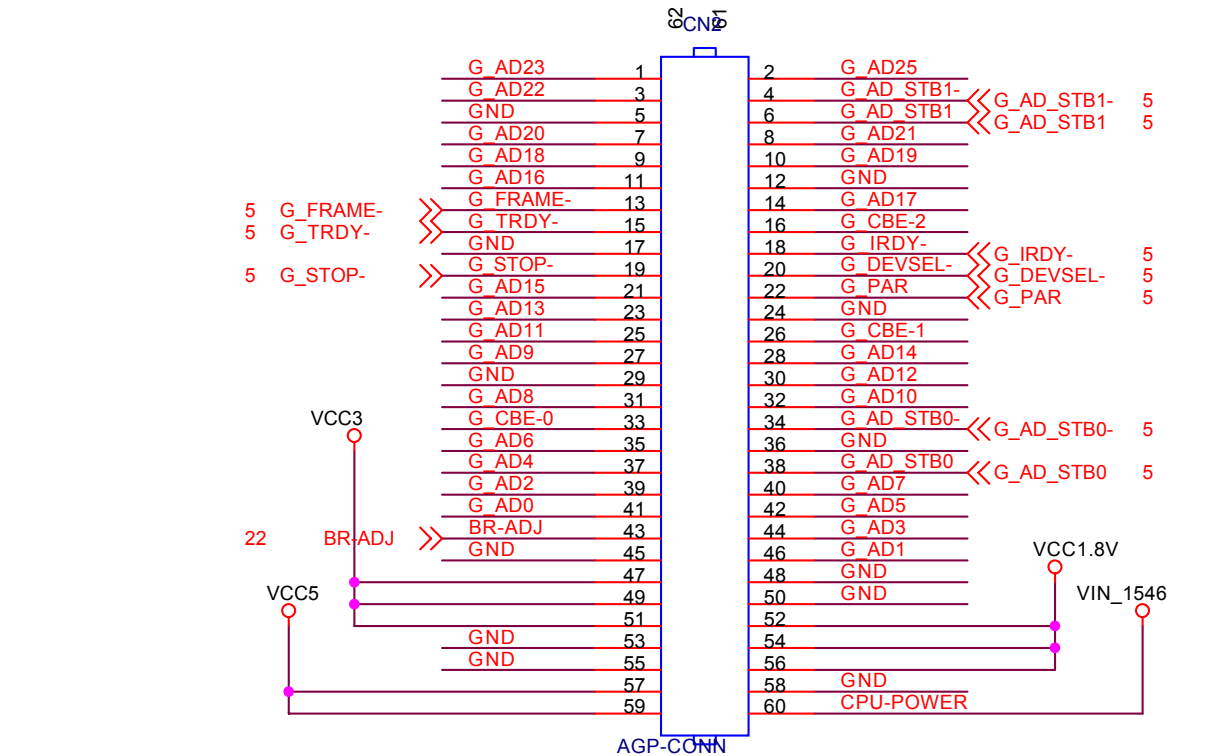 62 CN2 61
G_AD23 1 2 G_AD25
G_AD22 3 4 G_AD_STB1- G_AD_STB1- 5
GND 5 6 G_AD_STB1 G_AD_STB1 5
G_AD20 7 8 G_AD21
G_AD18 9 10 G_AD19
G_AD16 11 12 GND
5 G_FRAME- G_FRAME- 13 14 G_AD17
5 G_TRDY- G_TRDY- 15 16 G_CBE-2
GND 17 18 G_IRDY- G_IRDY- 5
5 G_STOP- G_STOP- 19 20 G_DEVSEL- G_DEVSEL- 5
G_AD15 21 22 G_PAR G_PAR 5
G_AD13 23 24 GND
G_AD11 25 26 G_CBE-1
G_AD9 27 28 G_AD14
GND 29 30 G_AD12
G_AD8 31 32 G_AD10
VCC3 G_CBE-0 33 34 G_AD_STB0- G_AD_STB0- 5
G_AD6 35 36 GND
G_AD4 37 38 G_AD_STB0 G_AD_STB0 5
G_AD2 39 40 G_AD7
G_AD0 41 42 G_AD5
22 BR-ADJ BR-ADJ 43 44 G_AD3
GND 45 46 G_AD1 VCC1.8V
47 48 GND
VCC5 49 50 GND VIN_1546
51 52
GND 53 54
GND 55 56
57 58 GND
59 60 CPU-POWER
AGP-CONN